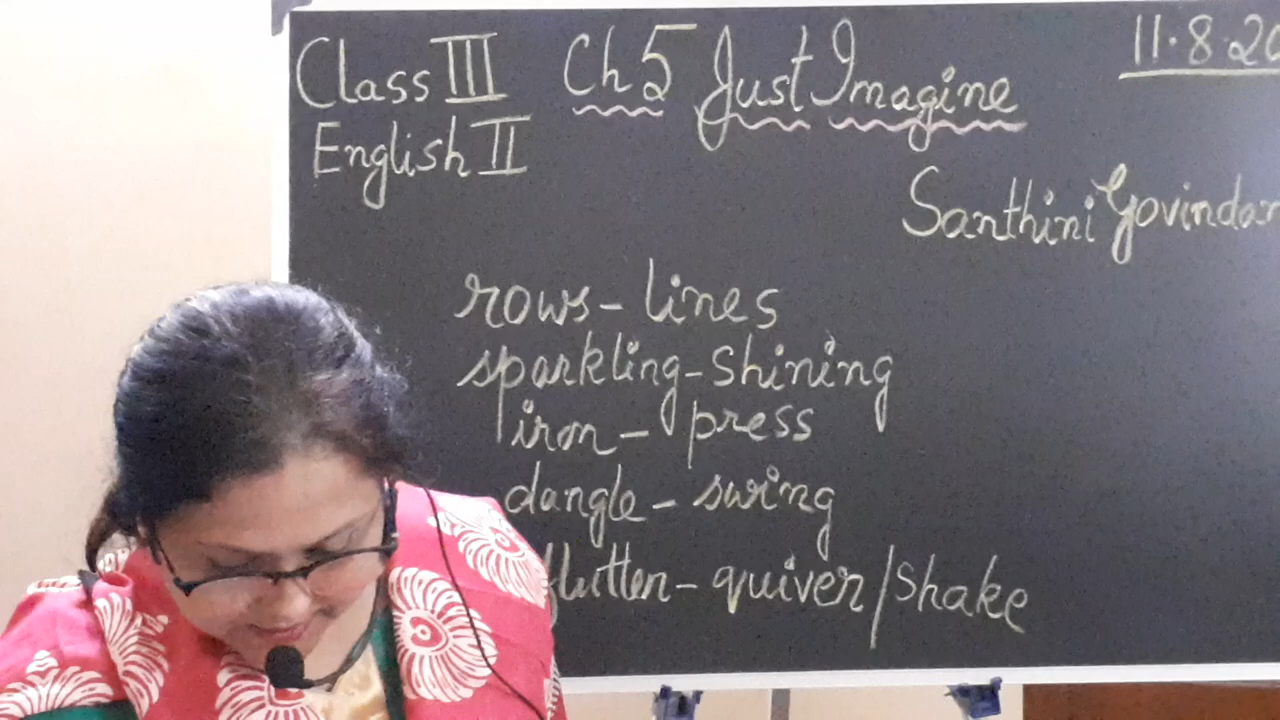 Class III Ch 5 Just Imagine 11.8.20
English II
Santhini Govindan
rows - lines
sparkling - shining
iron - press
dangle - swing
flutter - quiver / shake